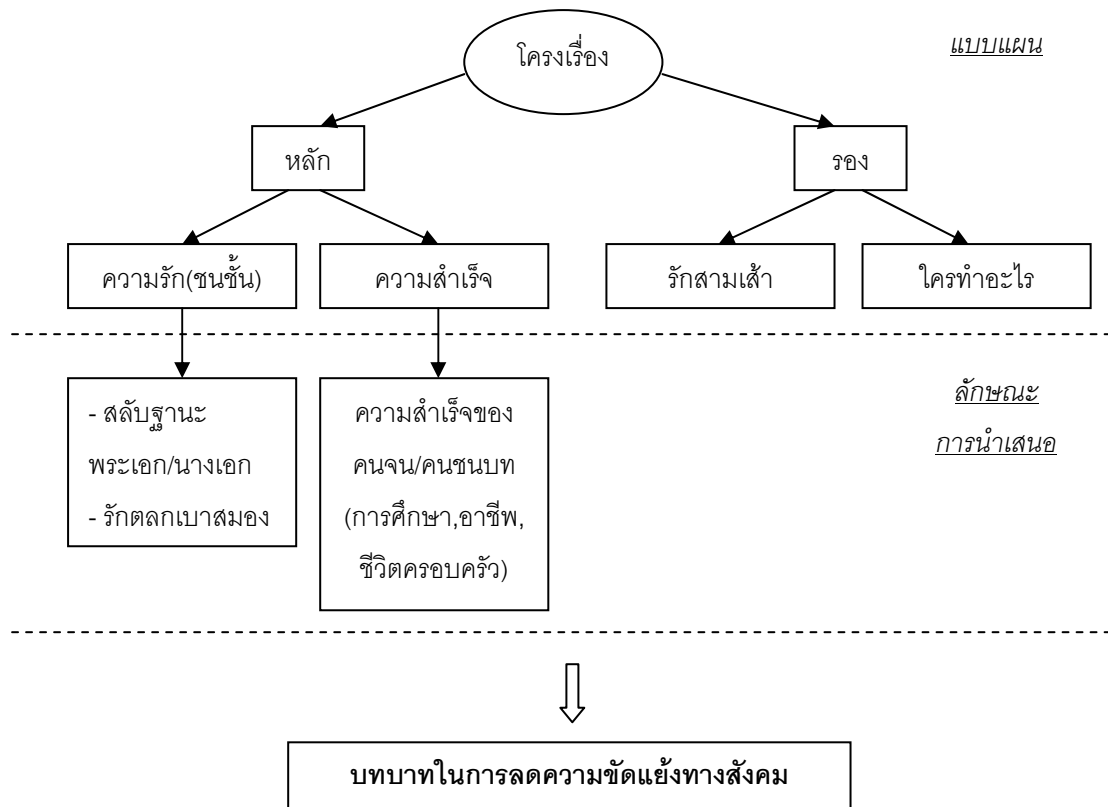 โครงเรื่อง
แบบแผน
หลัก
รอง
ความรัก(ชนชั้น)
ความสำเร็จ
รักสามเส้า
ใครทำอะไร
- สลับฐานะ
พระเอก/นางเอก
- รักตลกเบาสมอง
ความสำเร็จของ
คนจน/คนชนบท
(การศึกษา,อาชีพ,
ชีวิตครอบครัว)
ลักษณะ
การนำเสนอ
บทบาทในการลดความขัดแย้งทางสังคม